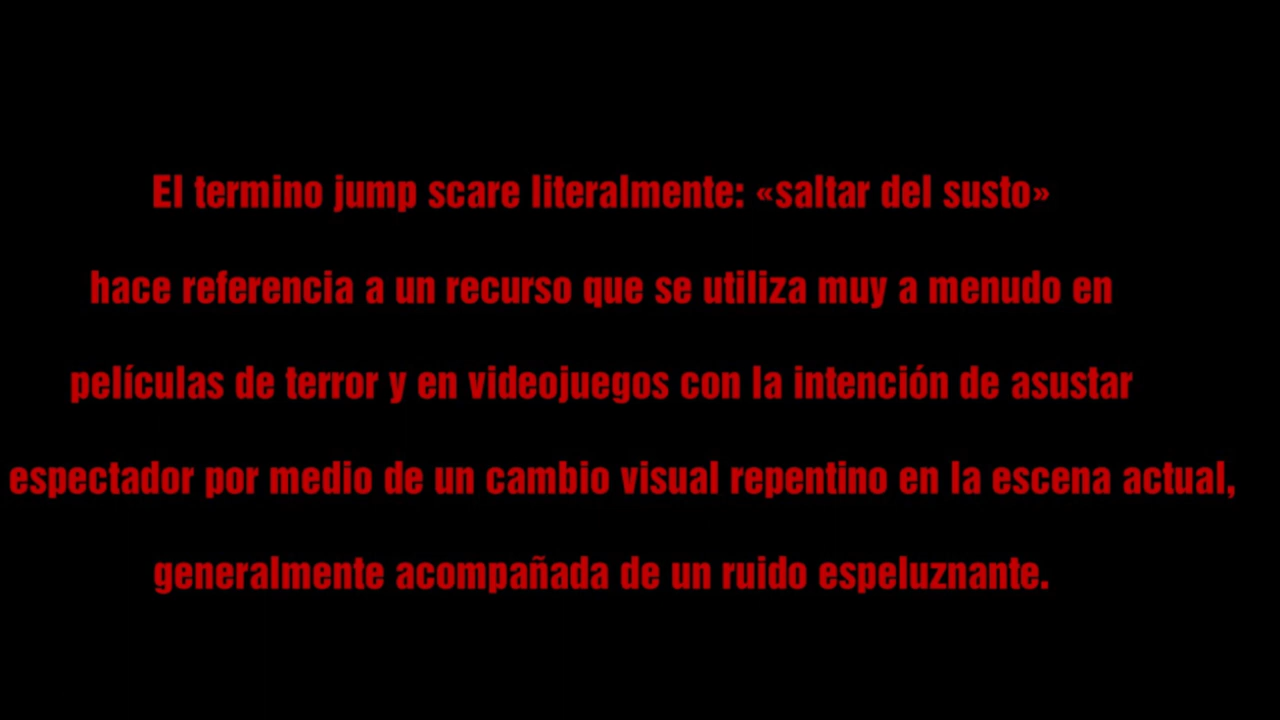 El termino jump scare literalmente: «saltar del susto»
hace referencia a un recurso que se utiliza muy a menudo en
películas de terror y en videojuegos con la intención de asustar
espectador por medio de un cambio visual repentino en la escena actual,
generalmente acompañada de un ruido espeluznante.